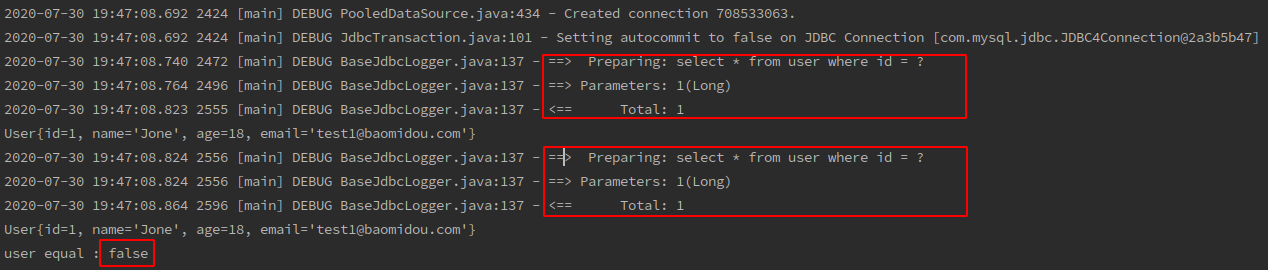 2020-07-30 19:47:08.692 2424 [main] DEBUG PooledDataSource.java:434 - Created connection 708533063.
2020-07-30 19:47:08.692 2424 [main] DEBUG JdbcTransaction.java:101 - Setting autocommit to false on JDBC Connection [com.mysql.jdbc.JDBC4Connection@2a3b5b47]
2020-07-30 19:47:08.740 2472 [main] DEBUG BaseJdbcLogger.java:137 - ==>  Preparing: select * from user where id = ?
2020-07-30 19:47:08.764 2496 [main] DEBUG BaseJdbcLogger.java:137 - ==> Parameters: 1(Long)
2020-07-30 19:47:08.823 2555 [main] DEBUG BaseJdbcLogger.java:137 - <==      Total: 1
User{id=1, name='Jone', age=18, email='test1@baomidou.com'}
2020-07-30 19:47:08.824 2556 [main] DEBUG BaseJdbcLogger.java:137 - ==>  Preparing: select * from user where id = ?
2020-07-30 19:47:08.824 2556 [main] DEBUG BaseJdbcLogger.java:137 - ==> Parameters: 1(Long)
2020-07-30 19:47:08.864 2596 [main] DEBUG BaseJdbcLogger.java:137 - <==      Total: 1
User{id=1, name='Jone', age=18, email='test1@baomidou.com'}
user equal : false